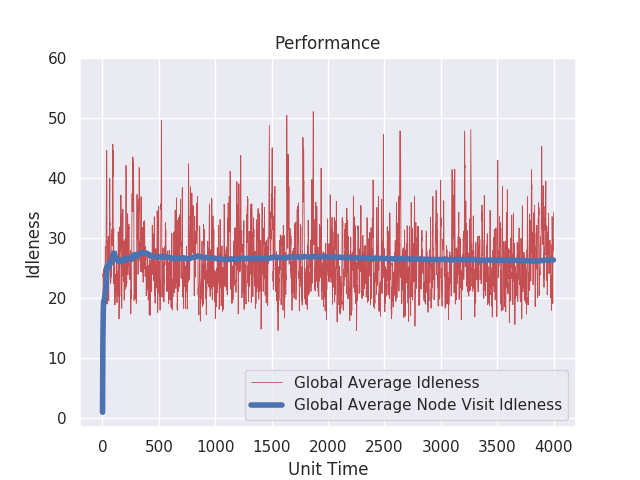 Performance
60
50
40
30
20
10
0
Idleness
Global Average Idleness
Global Average Node Visit Idleness
0 500 1000 1500 2000 2500 3000 3500 4000
Unit Time